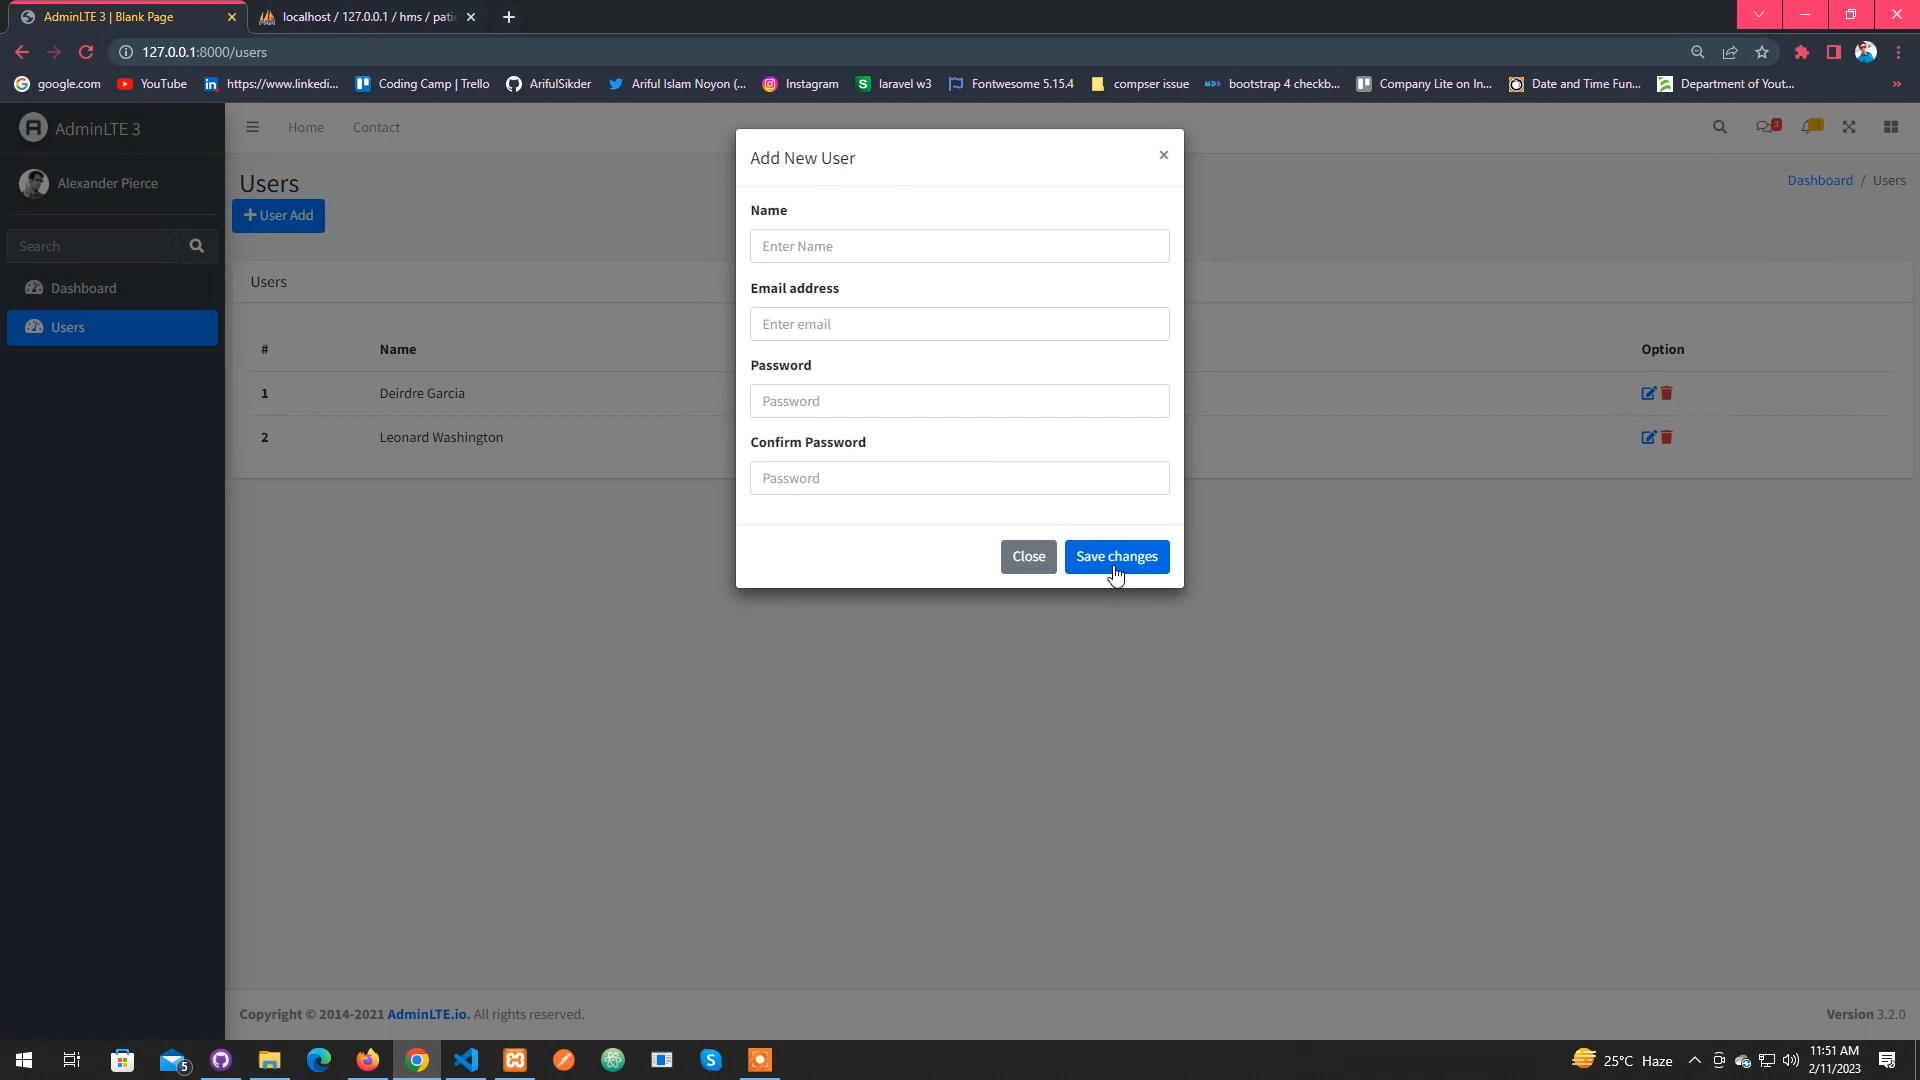 AdminLTE 3 | Blank Page
localhost / 127.0.0.1 / hms / patie
127.0.0.1:8000/users
google.com
YouTube
https://www.linkedi...
Coding Camp | Trello
ArifulSikder
Ariful Islam Noyon (...
Instagram
laravel w3
Fontwesome 5.15.4
compser issue
MDB
bootstrap 4 checkb...
Company Lite on In...
Date and Time Fun...
Department of Yout...
AdminLTE 3
Home
Contact
3
Alexander Pierce
Search
Dashboard
Users
Users
Dashboard / Users
User Add
Users
# Name Option
1 Deirdre Garcia
2 Leonard Washington
Add New User
×
Name
Enter Name
Email address
Enter email
Password
Password
Confirm Password
Password
Close
Save changes
Copyright © 2014-2021 AdminLTE.io. All rights reserved.
Version 3.2.0
5
25°C Haze
11:51 AM
2/11/2023